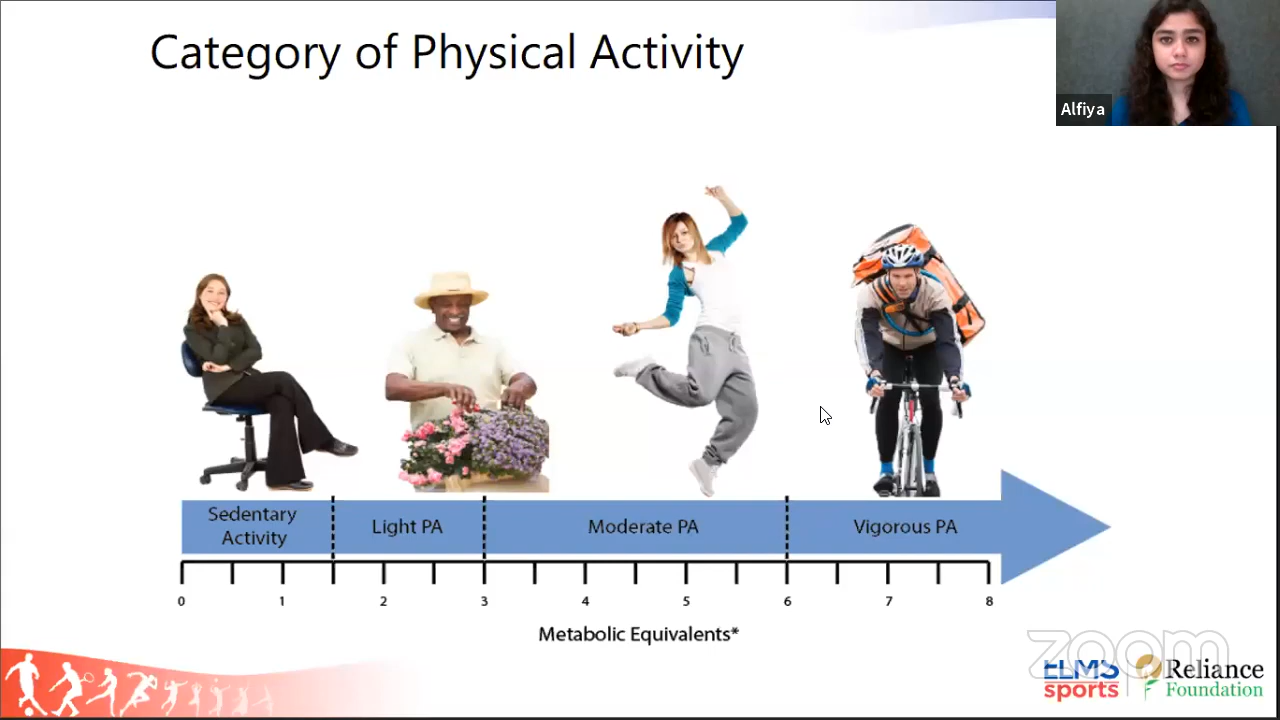 Category of Physical Activity
Alfiya
Sedentary
Activity
Light PA
Moderate PA
Vigorous PA
0 1 2 3 4 5 6 7 8
Metabolic Equivalents*
zoom
ELMS
sports
Reliance
Foundation